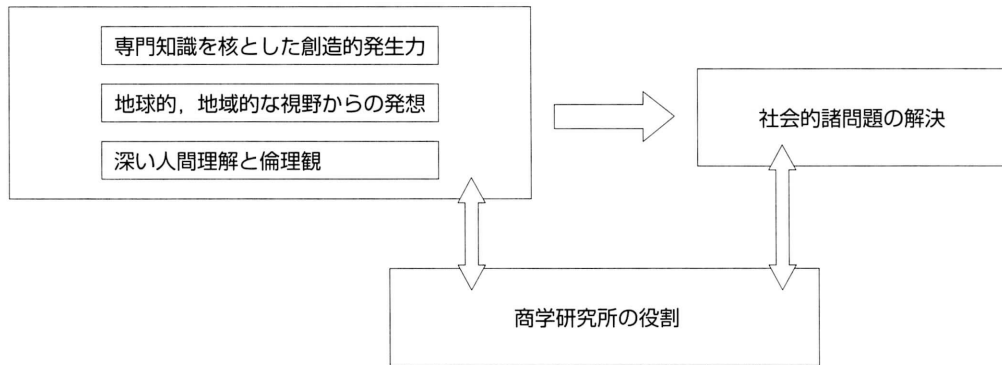 専門知識を核とした創造的発生力
地球的，地域的な視野からの発想
深い人間理解と倫理観
社会的諸問題の解決
商学研究所の役割